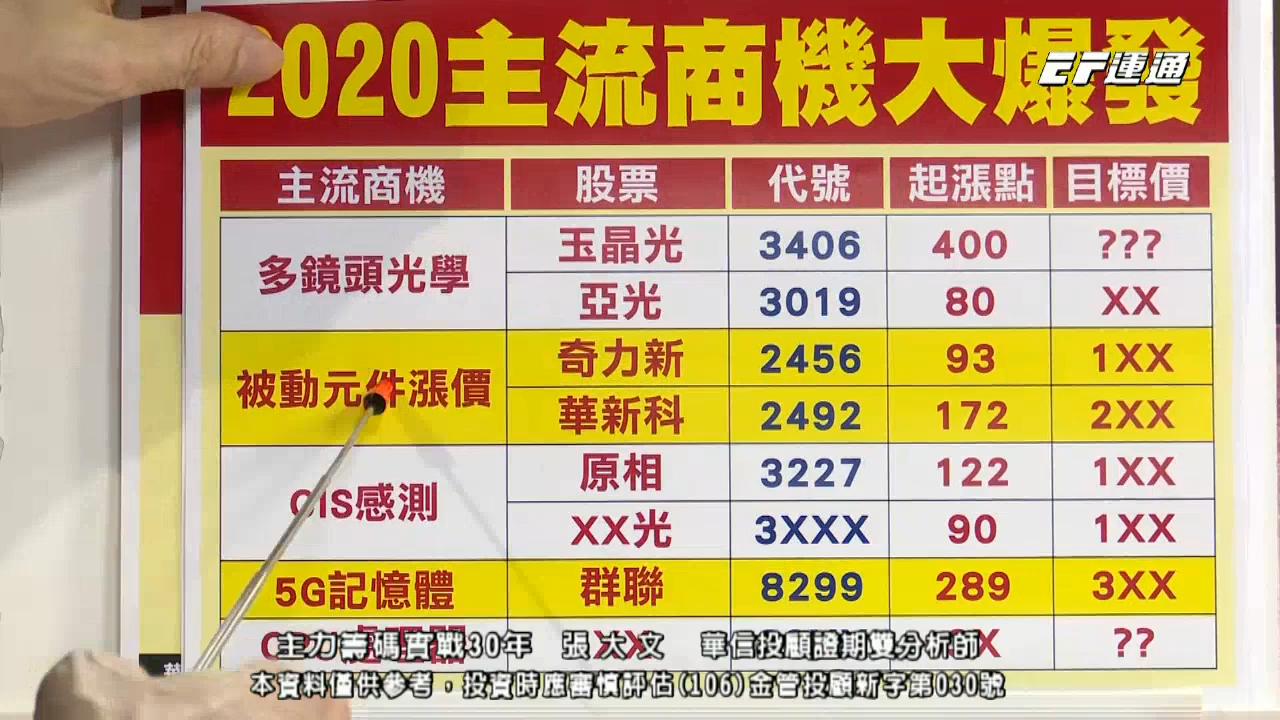 2020主流商機大爆發
EF運通
主流商機 股票 代號 起漲點 目標價
多鏡頭光學 玉晶光 3406 400 ???
亞光 3019 80 XX
被動元件漲價 奇力新 2456 93 1XX
華新科 2492 172 2XX
CIS感測 原相 3227 122 1XX
XX光 3XXX 90 1XX
5G記憶體 群聯 8299 289 3XX
??
主力籌碼實戰30年 張大文 華信投顧證期雙分析師
本資料僅供參考，投資時應審慎評估(106)金管投顧新字第030號